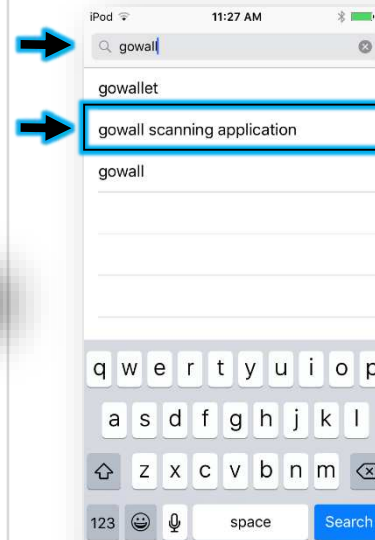 iPod 11:27 AM
gowall
gowallet
gowall scanning application
gowall
q w e r t y u i o p
a s d f g h j k l
z x c v b n m
123 space Search